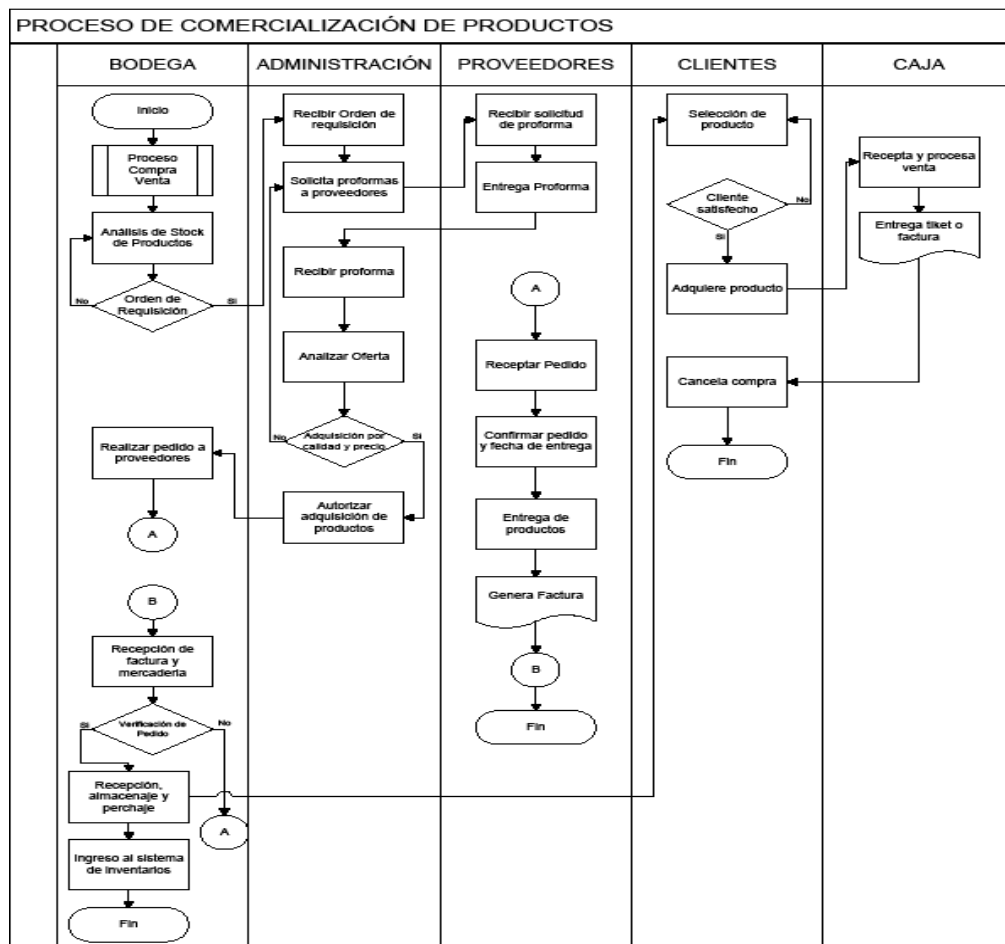 PROCESO DE COMERCIALIZACIÓN DE PRODUCTOS
BODEGA
ADMINISTRACIÓN
PROVEEDORES
CLIENTES
CAJA
Inicio
Proceso
Compra
Venta
Análisis de Stock
de Productos
No
Orden de
Requisición
Si
Realizar pedido a
proveedores
A
B
Recepción de
factura y
mercadería
Si
Verificación de
Pedido
No
Recepción,
almacenaje y
perchaje
A
Ingreso al sistema
de inventarios
Fin
Recibir Orden de
requisición
Solicita proformas
a proveedores
Recibir proforma
Analizar Oferta
No
Adquisición por
calidad y precio
Si
Autorizar
adquisición de
productos
Recibir solicitud
de proforma
Entrega Proforma
A
Receptar Pedido
Confirmar pedido
y fecha de entrega
Entrega de
productos
Genera Factura
B
Fin
Selección de
producto
Cliente
satisfecho
No
Si
Adquiere producto
Cancela compra
Fin
Recepta y procesa
venta
Entrega tiket o
factura